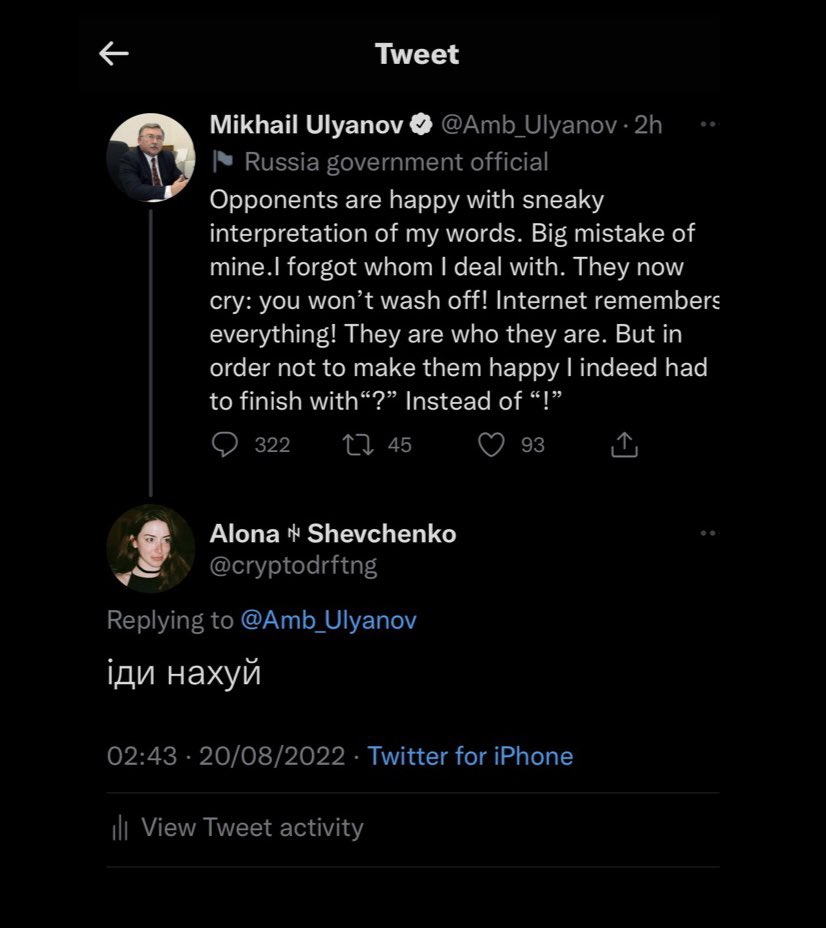 Tweet
Mikhail Ulyanov @Amb_Ulyanov · 2h
Russia government official
Opponents are happy with sneaky
interpretation of my words. Big mistake of
mine.I forgot whom I deal with. They now
cry: you won’t wash off! Internet remembers
everything! They are who they are. But in
order not to make them happy I indeed had
to finish with“?” Instead of “!”
322 45 93
Alona Shevchenko
@cryptodrftng
Replying to @Amb_Ulyanov
іди нахуй
02:43 · 20/08/2022 · Twitter for iPhone
View Tweet activity